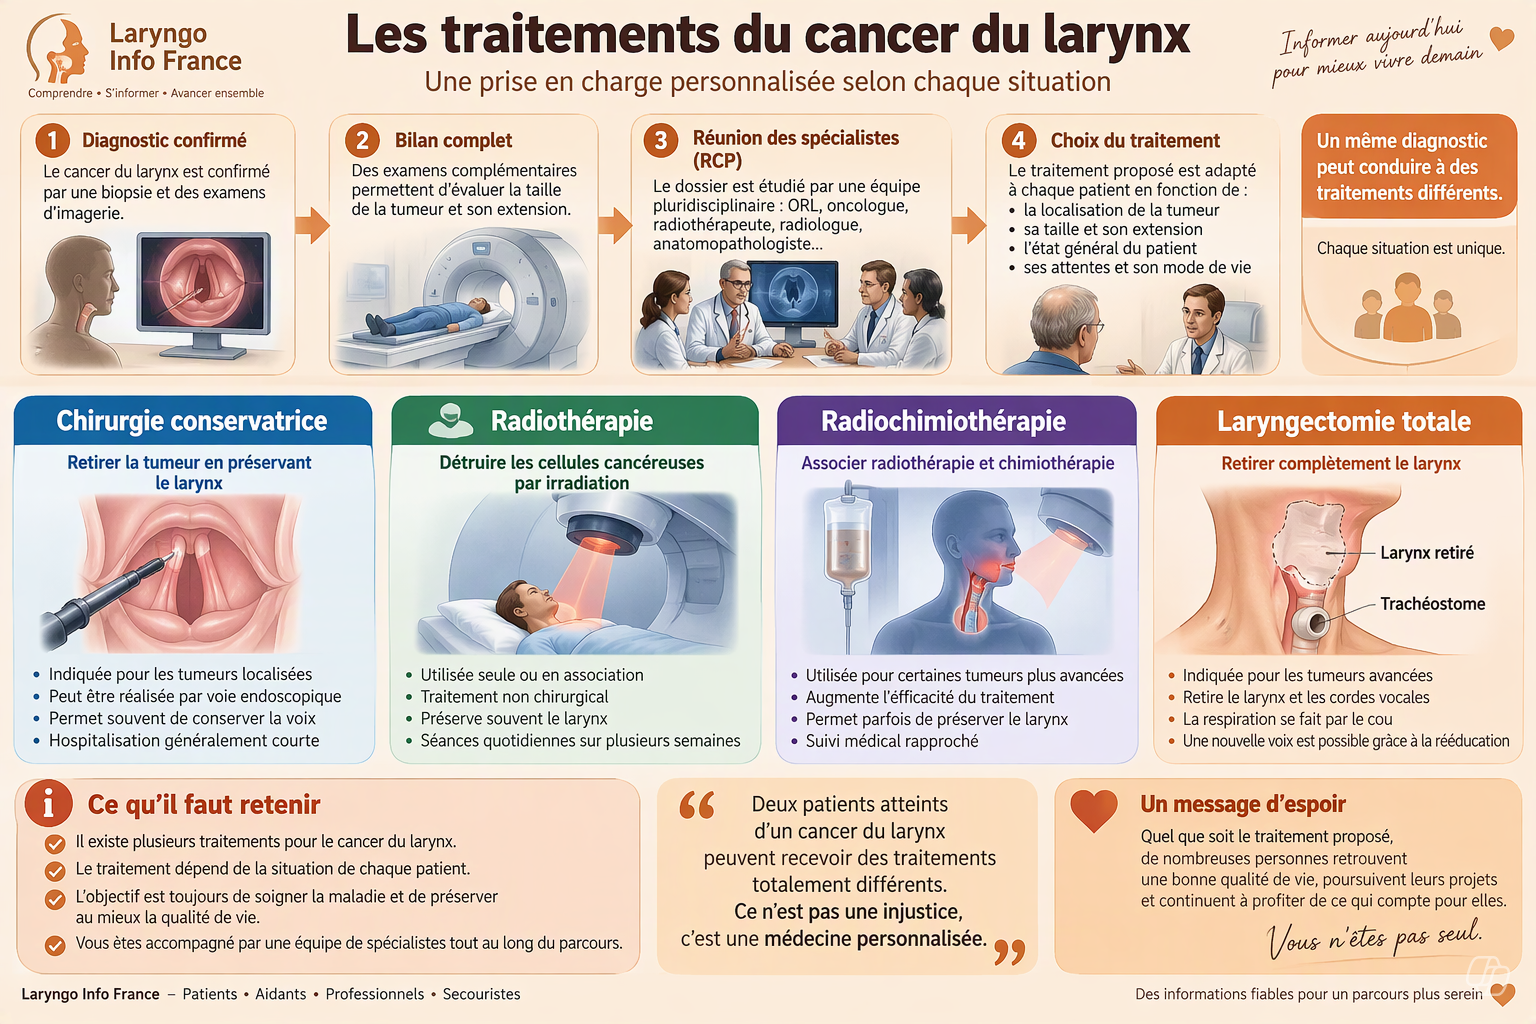 Laryngo
Info France
Comprendre • S'informer • Avancer ensemble
Les traitements du cancer du larynx
Une prise en charge personnalisée selon chaque situation
Informer aujourd'hui
pour mieux vivre demain
1 Diagnostic confirmé
Le cancer du larynx est confirmé
par une biopsie et des examens
d'imagerie.
2 Bilan complet
Des examens complémentaires
permettent d'évaluer la taille
de la tumeur et son extension.
3 Réunion des spécialistes
(RCP)
Le dossier est étudié par une équipe
pluridisciplinaire : ORL, oncologue,
radiothérapeute, radiologue,
anatomopathologiste...
4 Choix du traitement
Le traitement proposé est adapté
à chaque patient en fonction de :
• la localisation de la tumeur
• sa taille et son extension
• l'état général du patient
• ses attentes et son mode de vie
Un même diagnostic
peut conduire à des
traitements différents.
Chaque situation est unique.
Chirurgie conservatrice
Retirer la tumeur en préservant
le larynx
• Indiquée pour les tumeurs localisées
• Peut être réalisée par voie endoscopique
• Permet souvent de conserver la voix
• Hospitalisation généralement courte
Radiothérapie
Détruire les cellules cancéreuses
par irradiation
• Utilisée seule ou en association
• Traitement non chirurgical
• Préserve souvent le larynx
• Séances quotidiennes sur plusieurs semaines
Radiochimiothérapie
Associer radiothérapie et chimiothérapie
• Utilisée pour certaines tumeurs plus avancées
• Augmente l'éfficacité du traitement
• Permet parfois de préserver le larynx
• Suivi médical rapproché
Laryngectomie totale
Retirer complètement le larynx
Larynx retiré
Trachéostome
• Indiquée pour les tumeurs avancées
• Retire le larynx et les cordes vocales
• La respiration se fait par le cou
• Une nouvelle voix est possible grâce à la rééducation
i Ce qu'il faut retenir
Il existe plusieurs traitements pour le cancer du larynx.
Le traitement dépend de la situation de chaque patient.
L'objectif est toujours de soigner la maladie et de préserver
au mieux la qualité de vie.
Vous ètes accompagné par une équipe de spécialistes tout au long du parcours.
“ Deux patients atteints
d'un cancer du larynx
peuvent recevoir des traitements
totalement différents.
Ce n'est pas une injustice,
c'est une médecine personnalisée. ”
Un message d'espoir
Quel que soit le traitement proposé,
de nombreuses personnes retrouvent
une bonne qualité de vie, poursuivent leurs projets
et continuent à profiter de ce qui compte pour elles.
Vous n'êtes pas seul.
Laryngo Info France – Patients • Aidants • Professionnels • Secouristes
Des informations fiables pour un parcours plus serein